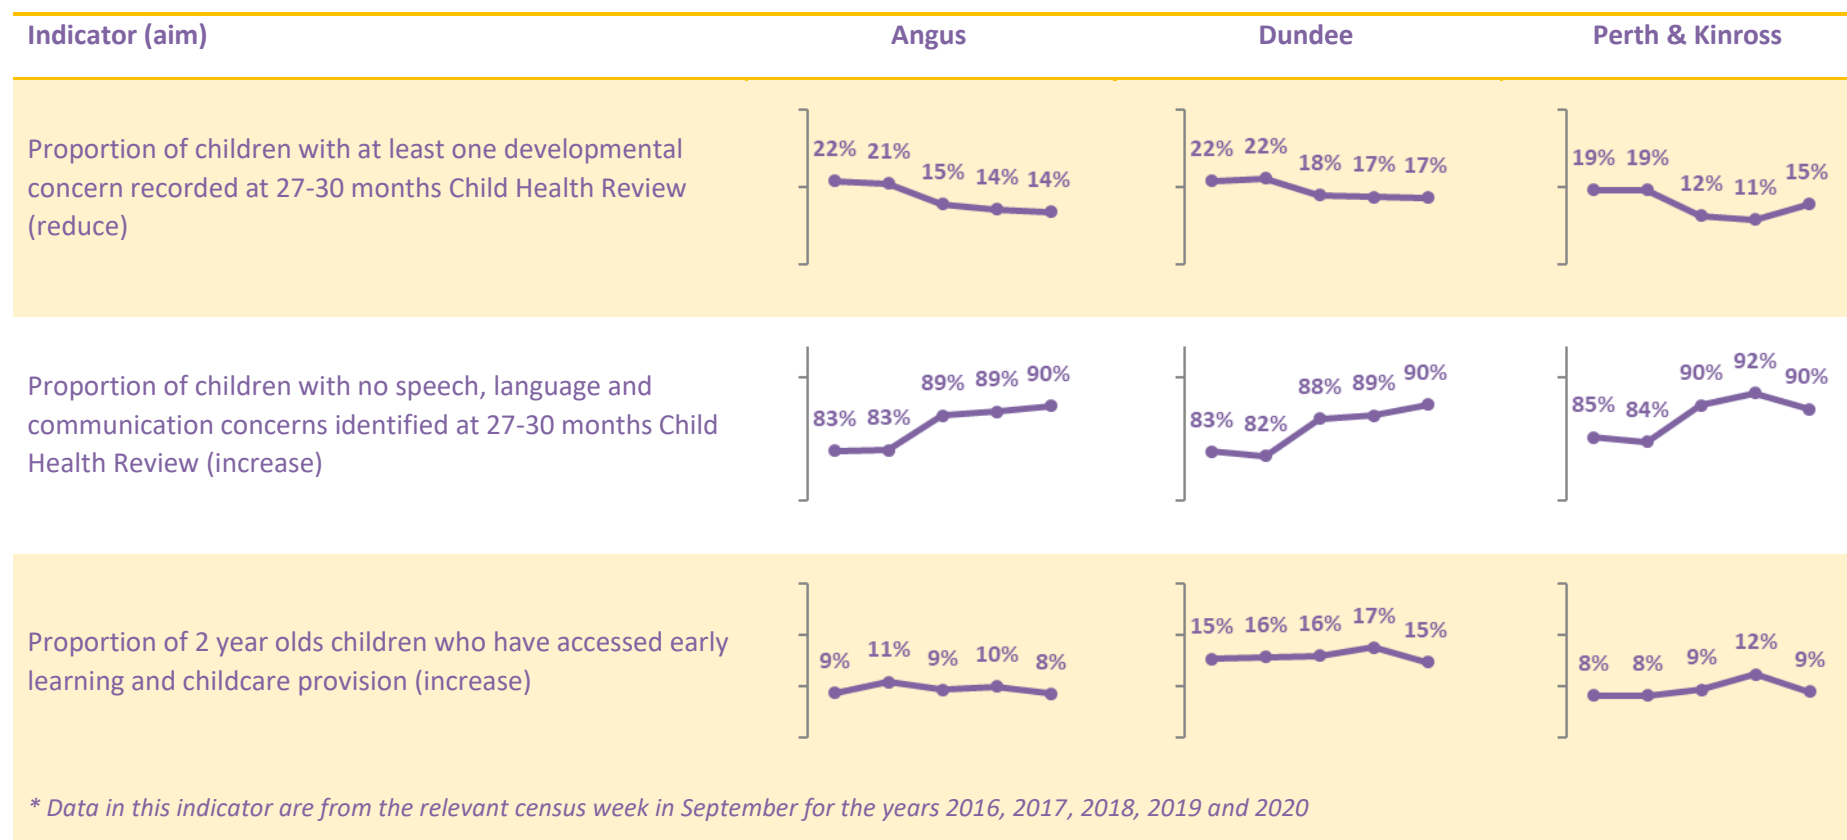 Indicator (aim) Angus Dundee Perth & Kinross
Proportion of children with at least one developmental
concern recorded at 27-30 months Child Health Review
(reduce)
22% 21% 15% 14% 14%
22% 22% 18% 17% 17%
19% 19% 12% 11% 15%
Proportion of children with no speech, language and
communication concerns identified at 27-30 months Child
Health Review (increase)
83% 83% 89% 89% 90%
83% 82% 88% 89% 90%
85% 84% 90% 92% 90%
Proportion of 2 year olds children who have accessed early
learning and childcare provision (increase)
9% 11% 9% 10% 8%
15% 16% 16% 17% 15%
8% 8% 9% 12% 9%
* Data in this indicator are from the relevant census week in September for the years 2016, 2017, 2018, 2019 and 2020